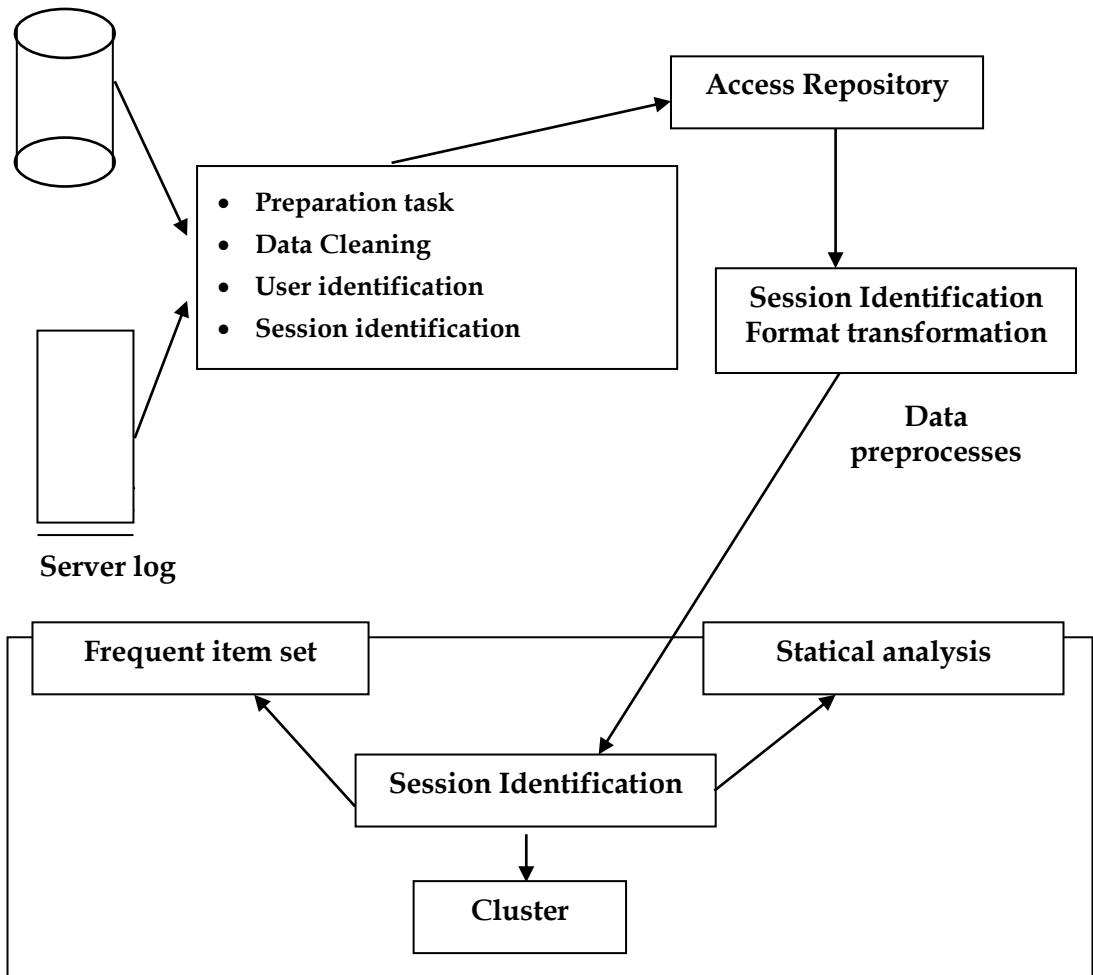 Access Repository
• Preparation task
• Data Cleaning
• User identification
• Session identification
Session Identification
Format transformation
Data
preprocesses
Server log
Frequent item set
Statical analysis
Session Identification
Cluster